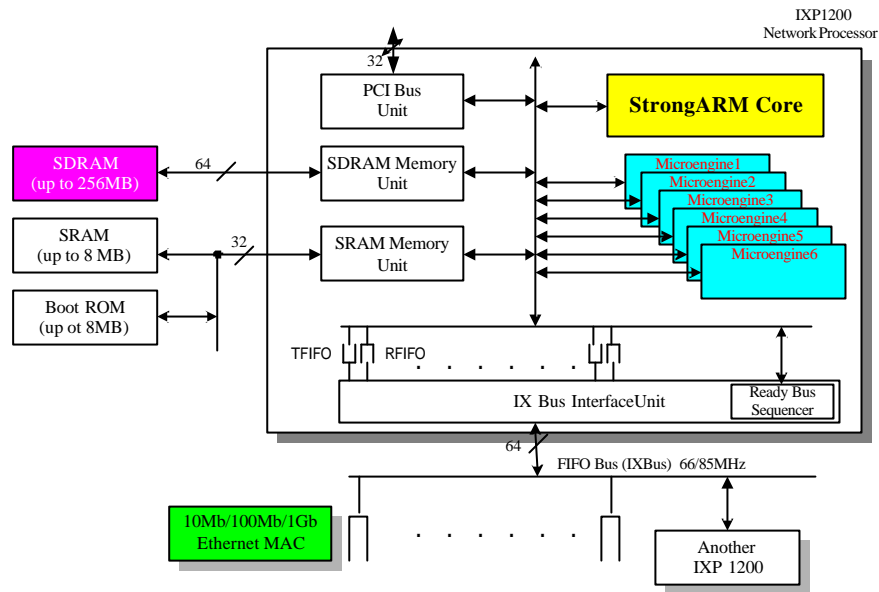 IXP1200
Network Processor
32
PCI Bus
Unit
StrongARM Core
SDRAM
(up to 256MB)
64
SDRAM Memory
Unit
Microengine1
Microengine2
Microengine3
Microengine4
Microengine5
Microengine6
SRAM
(up to 8 MB)
32
SRAM Memory
Unit
Boot ROM
(up ot 8MB)
TFIFO
RFIFO
. . . . .
IX Bus InterfaceUnit
Ready Bus
Sequencer
64
FIFO Bus (IXBus) 66/85MHz
10Mb/100Mb/1Gb
Ethernet MAC
. . . . .
Another
IXP 1200